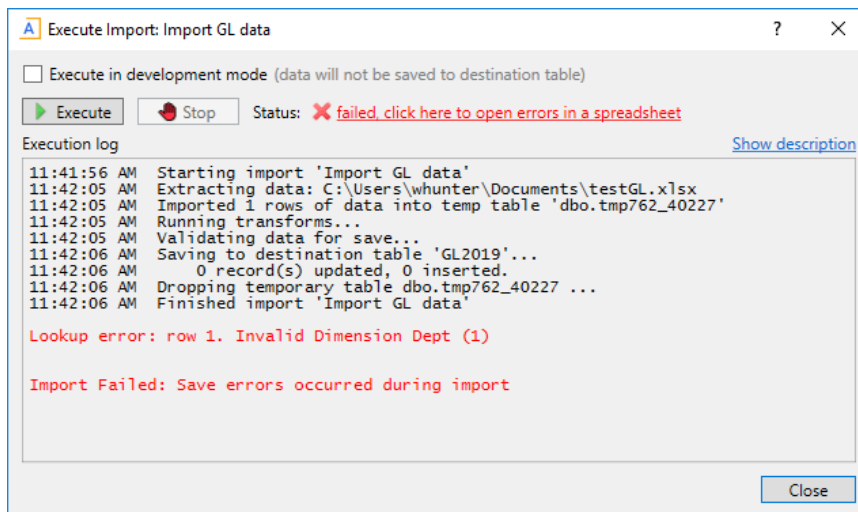 A Execute Import: Import GL data ? X
Execute in development mode (data will not be saved to destination table)
Execute Stop Status: failed, click here to open errors in a spreadsheet
Execution log Show description
11:41:56 AM Starting import 'Import GL data'
11:42:05 AM Extracting data: C:\Users\whunter\Documents\testGL.xlsx
11:42:05 AM Imported 1 rows of data into temp table 'dbo.tmp762_40227'
11:42:05 AM Running transforms...
11:42:05 AM Validating data for save...
11:42:06 AM Saving to destination table 'GL2019'...
11:42:06 AM 0 record(s) updated, 0 inserted.
11:42:06 AM Dropping temporary table dbo.tmp762_40227 ...
11:42:06 AM Finished import 'Import GL data'
Lookup error: row 1. Invalid Dimension Dept (1)
Import Failed: Save errors occurred during import
Close